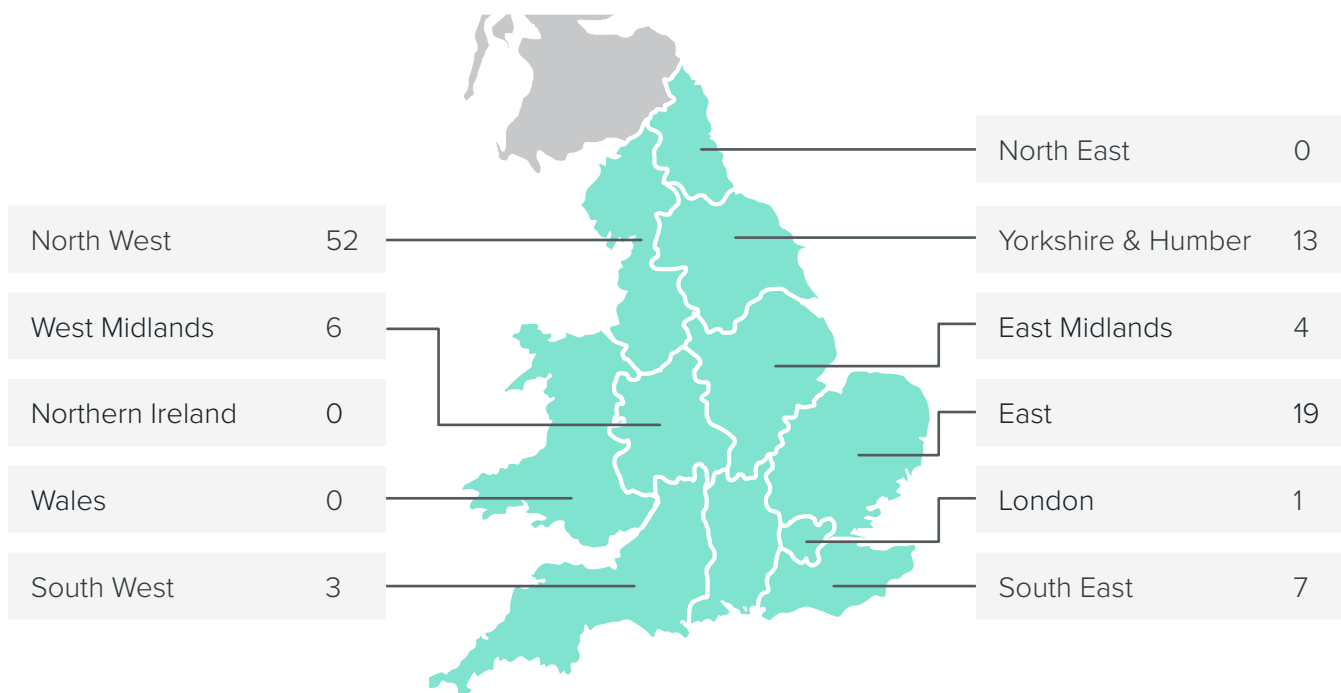 North West 52
West Midlands 6
Northern Ireland 0
Wales 0
South West 3
North East 0
Yorkshire & Humber 13
East Midlands 4
East 19
London 1
South East 7